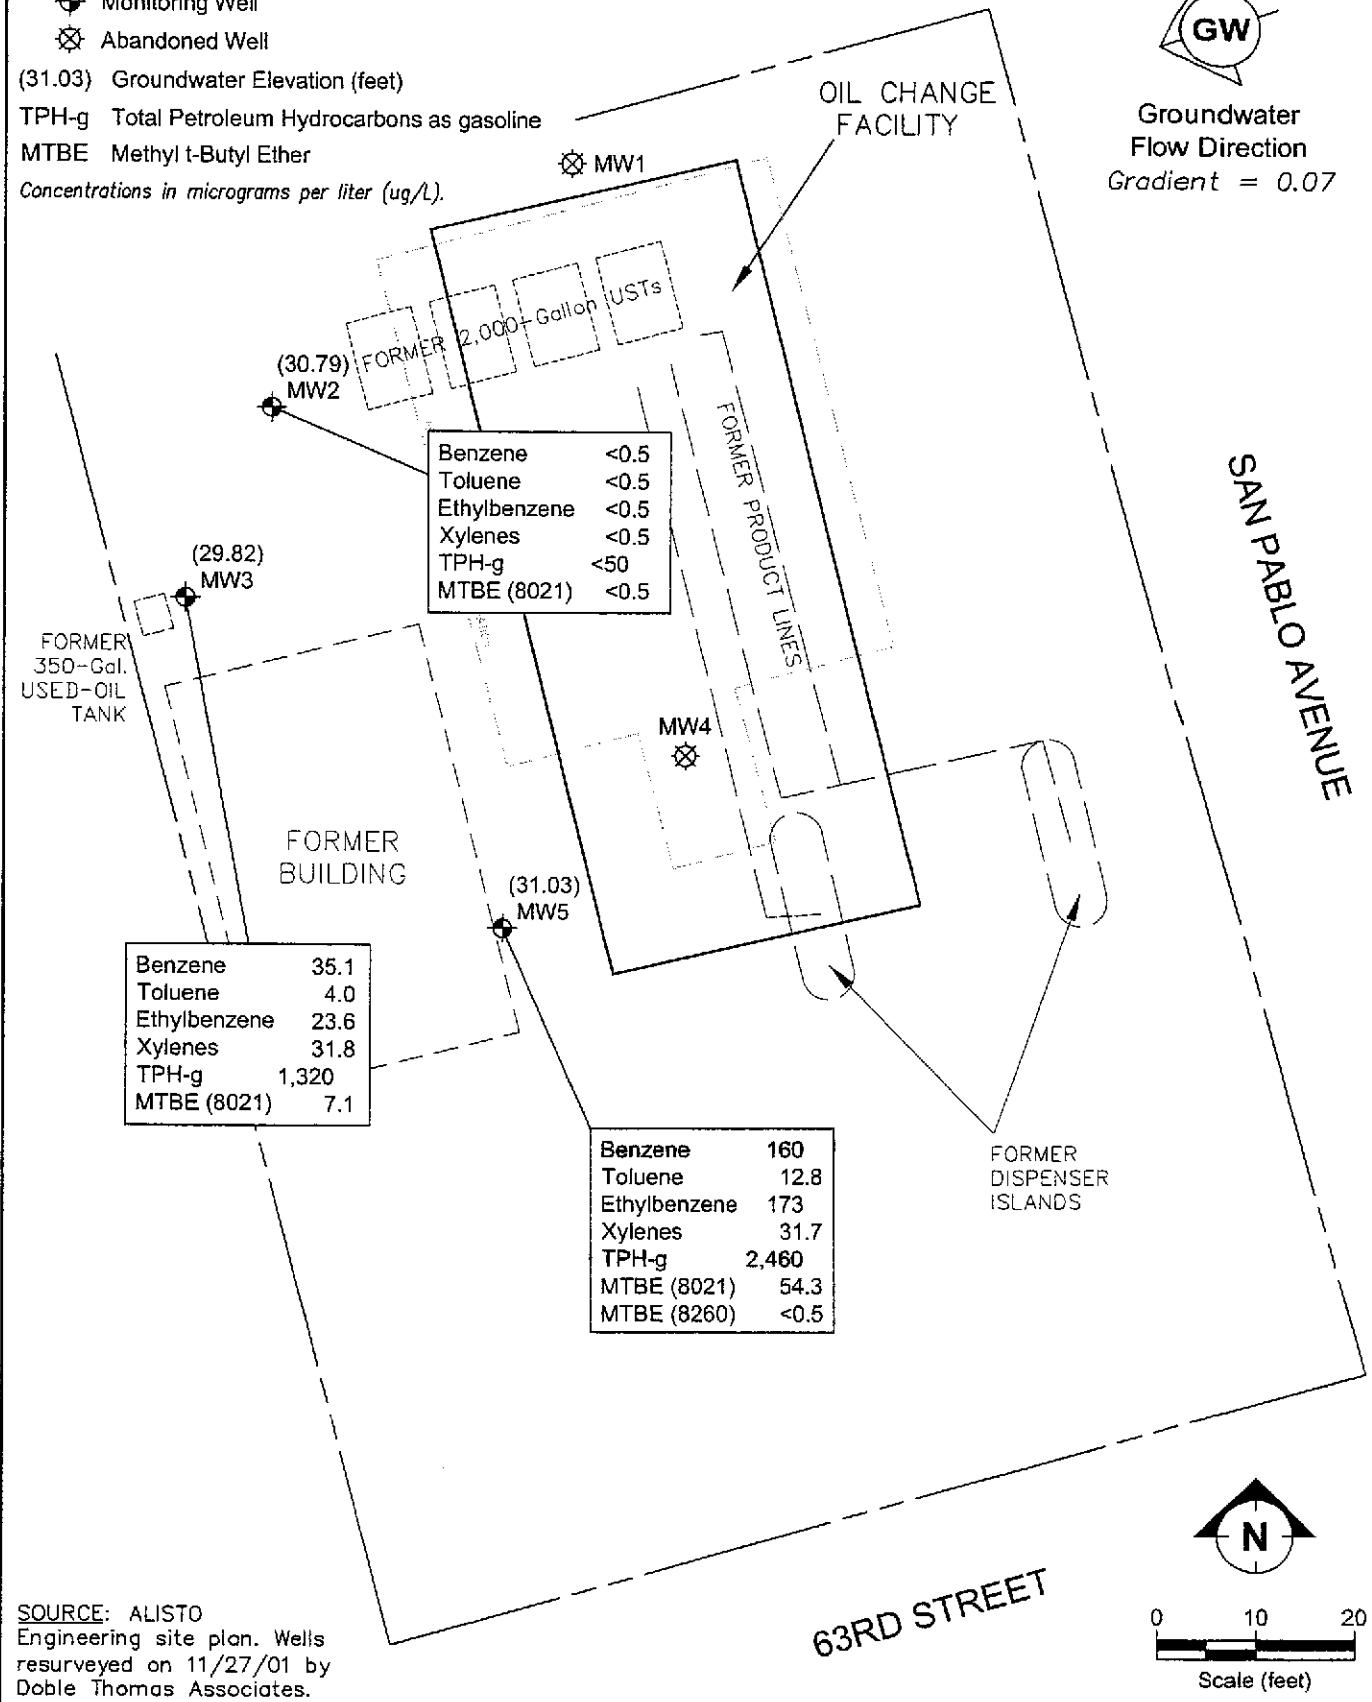 Monitoring Well
Abandoned Well
(31.03) Groundwater Elevation (feet)
TPH-g Total Petroleum Hydrocarbons as gasoline
MTBE Methyl t-Butyl Ether
Concentrations in micrograms per liter (ug/L).
GW
Groundwater
Flow Direction
Gradient = 0.07
OIL CHANGE
FACILITY
MW1
FORMER 2,000-Gallon USTs
(30.79)
MW2
Benzene <0.5
Toluene <0.5
Ethylbenzene <0.5
Xylenes <0.5
TPH-g <50
MTBE (8021) <0.5
FORMER PRODUCT LINES
SAN PABLO AVENUE
(29.82)
MW3
FORMER
350-Gal.
USED-OIL
TANK
MW4
FORMER
BUILDING
(31.03)
MW5
Benzene 35.1
Toluene 4.0
Ethylbenzene 23.6
Xylenes 31.8
TPH-g 1,320
MTBE (8021) 7.1
Benzene 160
Toluene 12.8
Ethylbenzene 173
Xylenes 31.7
TPH-g 2,460
MTBE (8021) 54.3
MTBE (8260) <0.5
FORMER
DISPENSER
ISLANDS
N
63RD STREET
0 10 20
Scale (feet)
SOURCE: ALISTO
Engineering site plan. Wells
resurveyed on 11/27/01 by
Doble Thomas Associates.